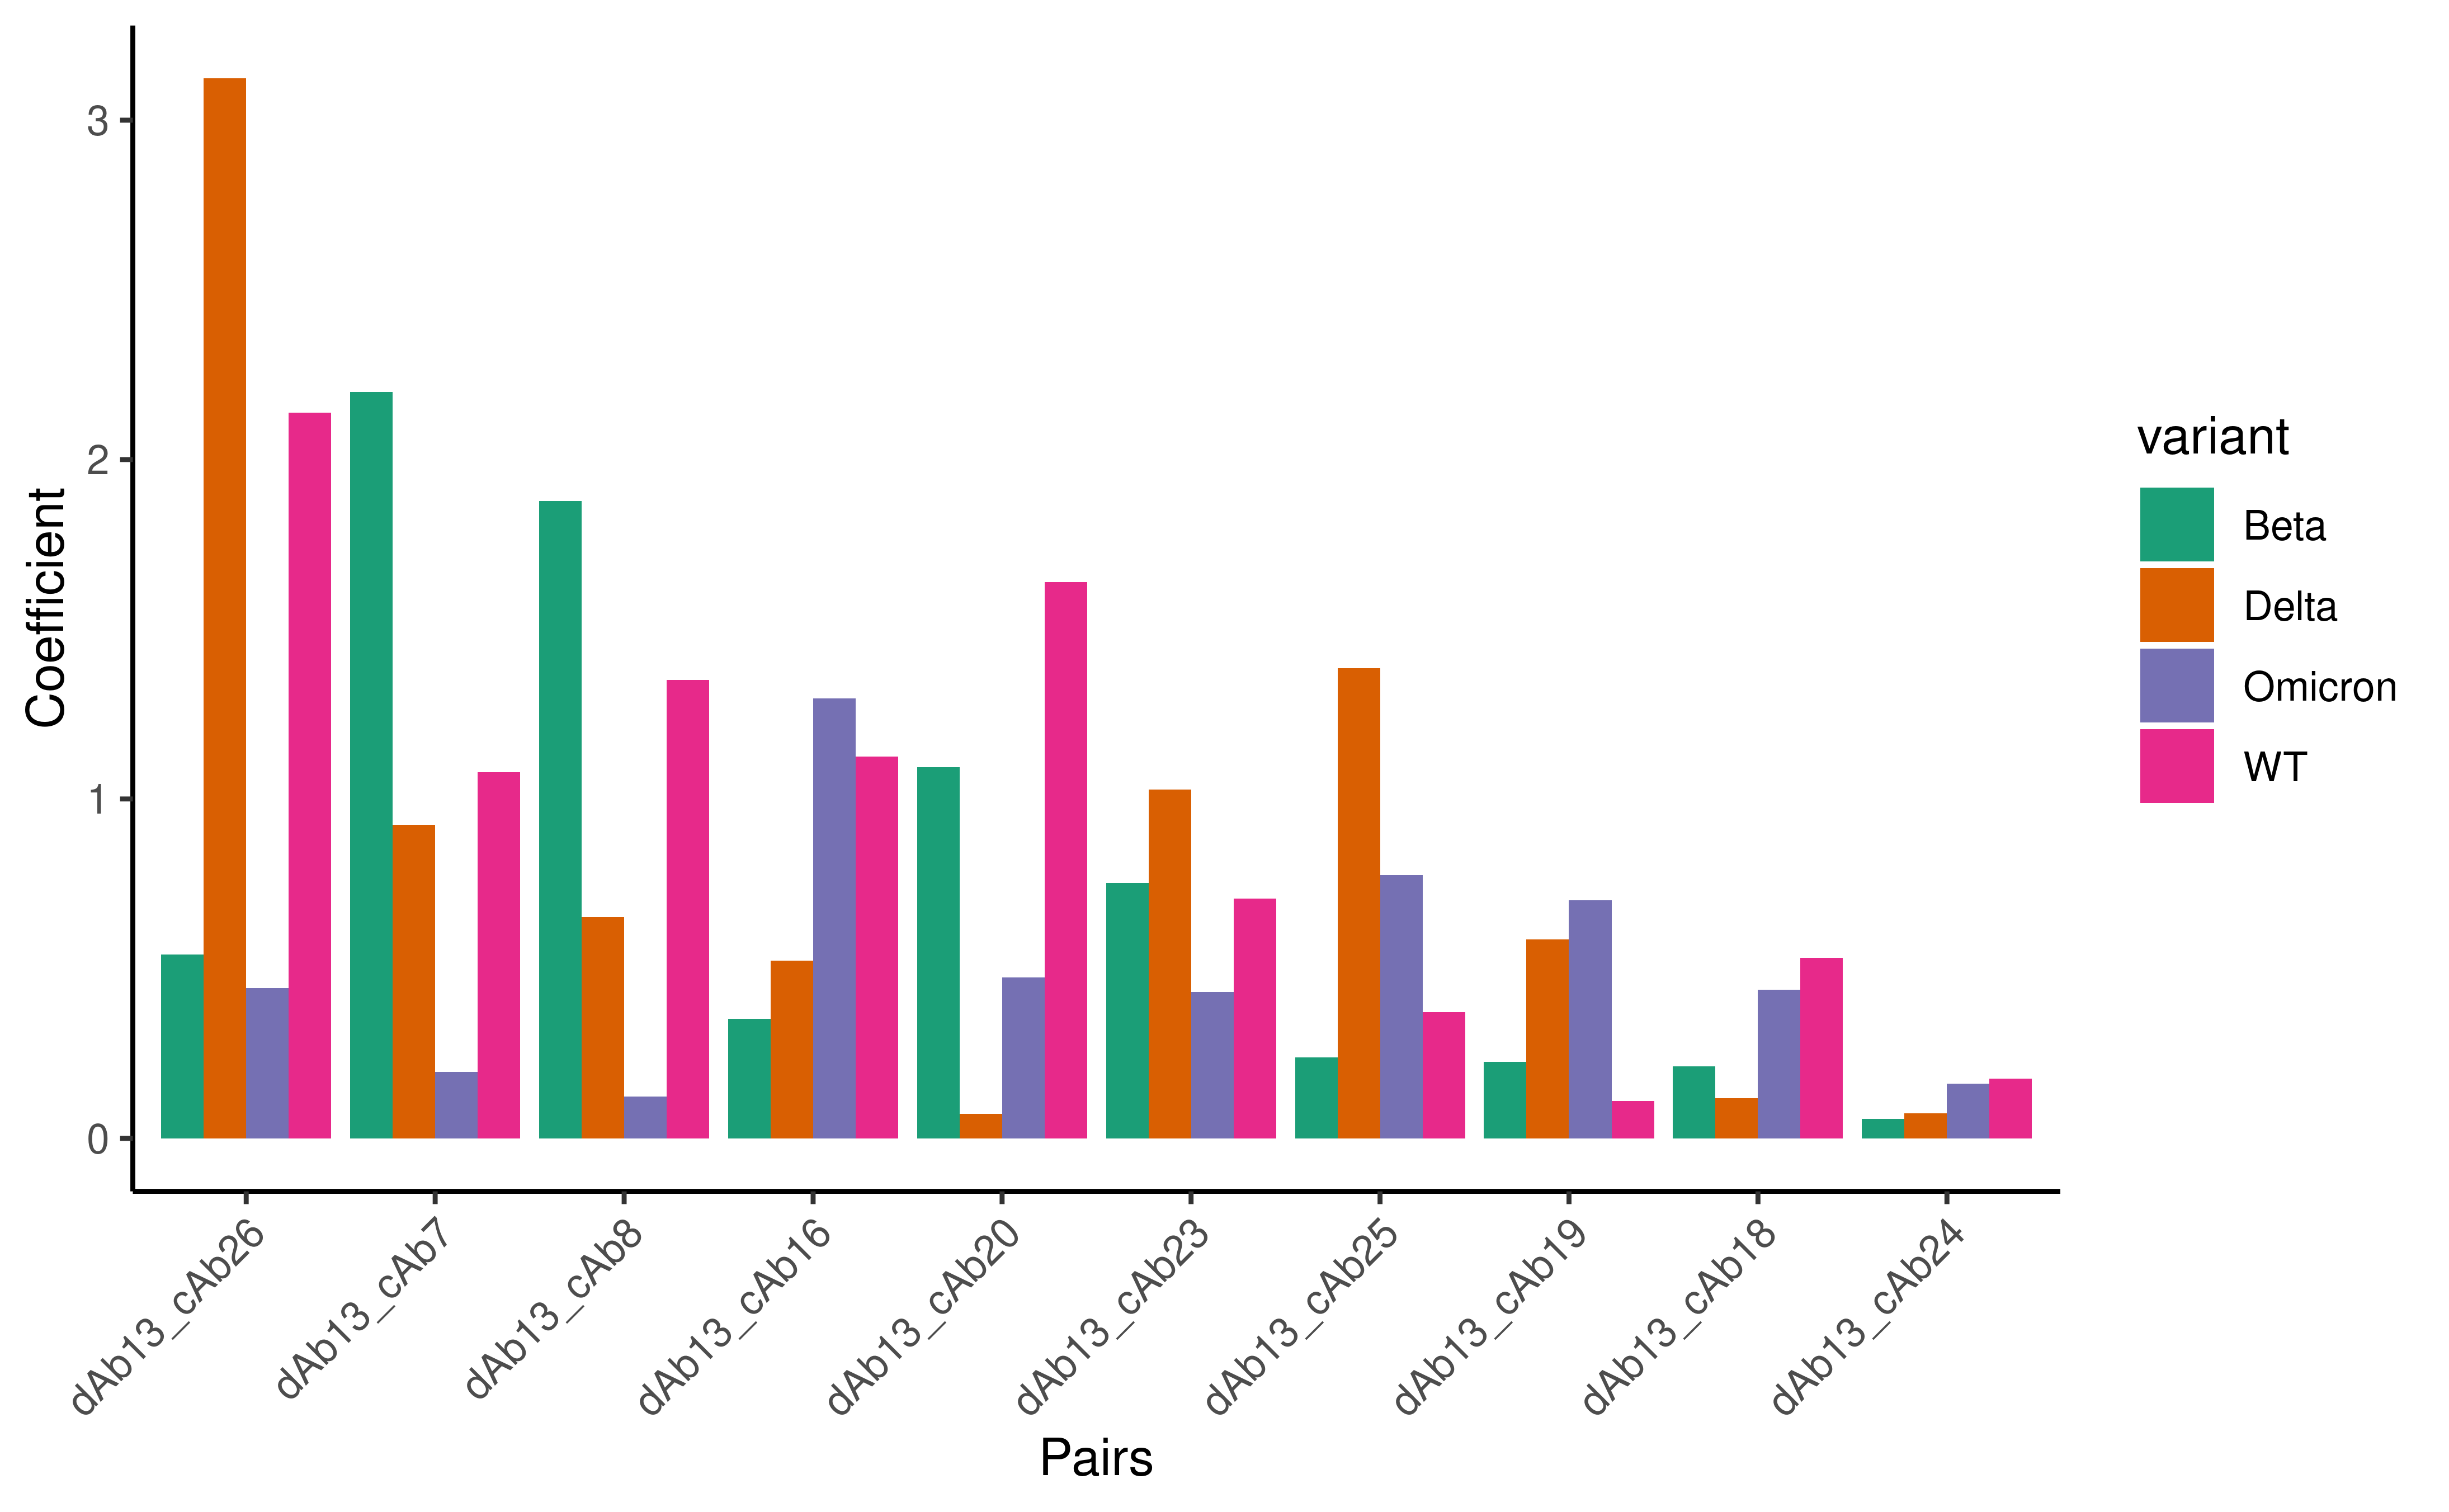 3
2
1
0
Coefficient
dAb13_cAb26
dAb13_cAb7
dAb13_cAb8
dAb13_cAb16
dAb13_cAb20
dAb13_cAb23
dAb13_cAb25
dAb13_cAb19
dAb13_cAb18
dAb13_cAb24
Pairs
variant
Beta
Delta
Omicron
WT